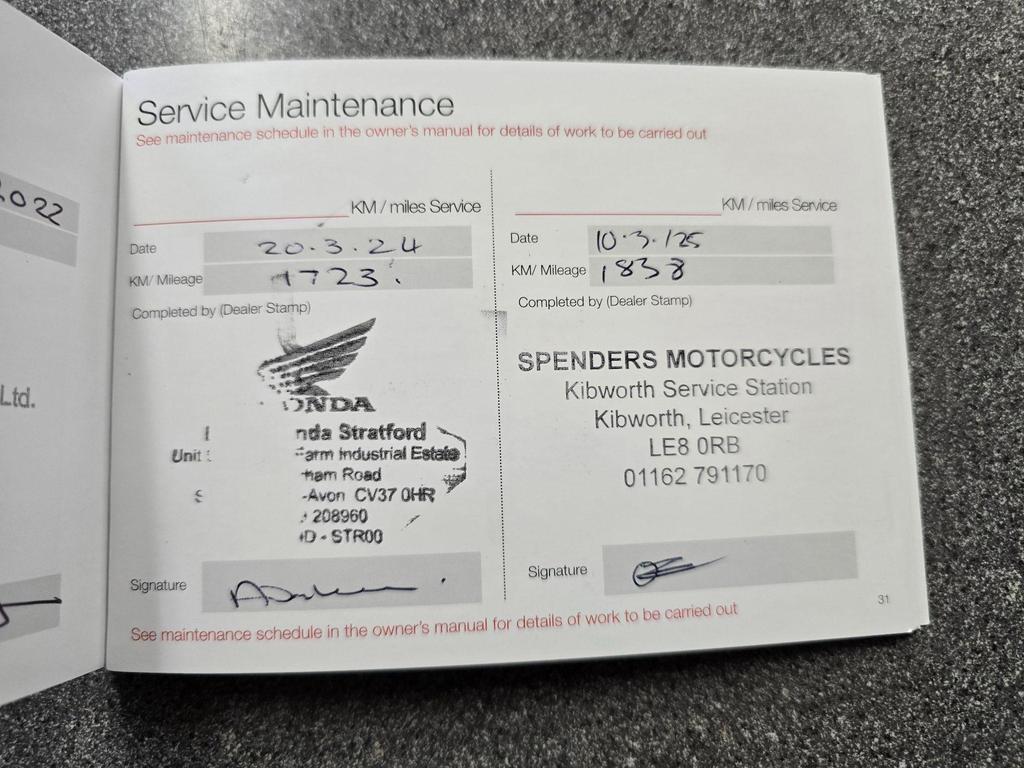 2022
Ltd.
Service Maintenance
See maintenance schedule in the owner's manual for details of work to be carried out
KM / miles Service
Date 20.3.24
KM/ Mileage 1723.
Completed by (Dealer Stamp)
ONDA
nda Stratford
Unit arm Industrial Estate
ham Road
-Avon CV37 0HR
208960
D - STR00
Signature
KM / miles Service
Date 10.3./25
KM/ Mileage 1838
Completed by (Dealer Stamp)
SPENDERS MOTORCYCLES
Kibworth Service Station
Kibworth, Leicester
LE8 0RB
01162 791170
Signature
31
See maintenance schedule in the owner's manual for details of work to be carried out